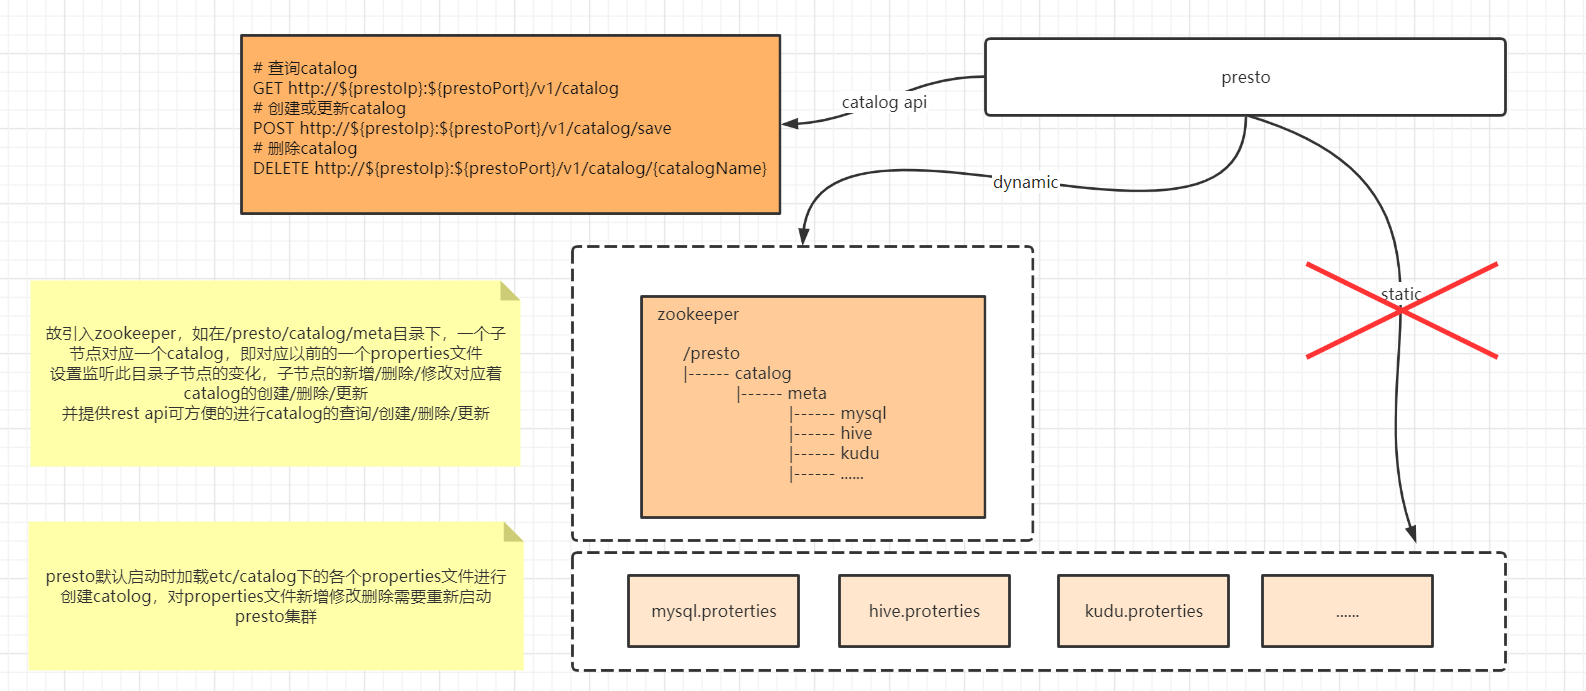 # 查询catalog
GET http://${prestoIp}:${prestoPort}/v1/catalog
# 创建或更新catalog
POST http://${prestoIp}:${prestoPort}/v1/catalog/save
# 删除catalog
DELETE http://${prestoIp}:${prestoPort}/v1/catalog/{catalogName}
catalog api
presto
dynamic
static
故引入zookeeper，如在/presto/catalog/meta目录下，一个子
节点对应一个catalog，即对应以前的一个properties文件
设置监听此目录子节点的变化，子节点的新增/删除/修改对应着
catalog的创建/删除/更新
并提供rest api可方便的进行catalog的查询/创建/删除/更新
zookeeper
/presto
|------ catalog
|------ meta
|------ mysql
|------ hive
|------ kudu
|------ ......
presto默认启动时加载etc/catalog下的各个properties文件进行
创建catolog，对properties文件新增修改删除需要重新启动
presto集群
mysql.proterties
hive.proterties
kudu.proterties
......